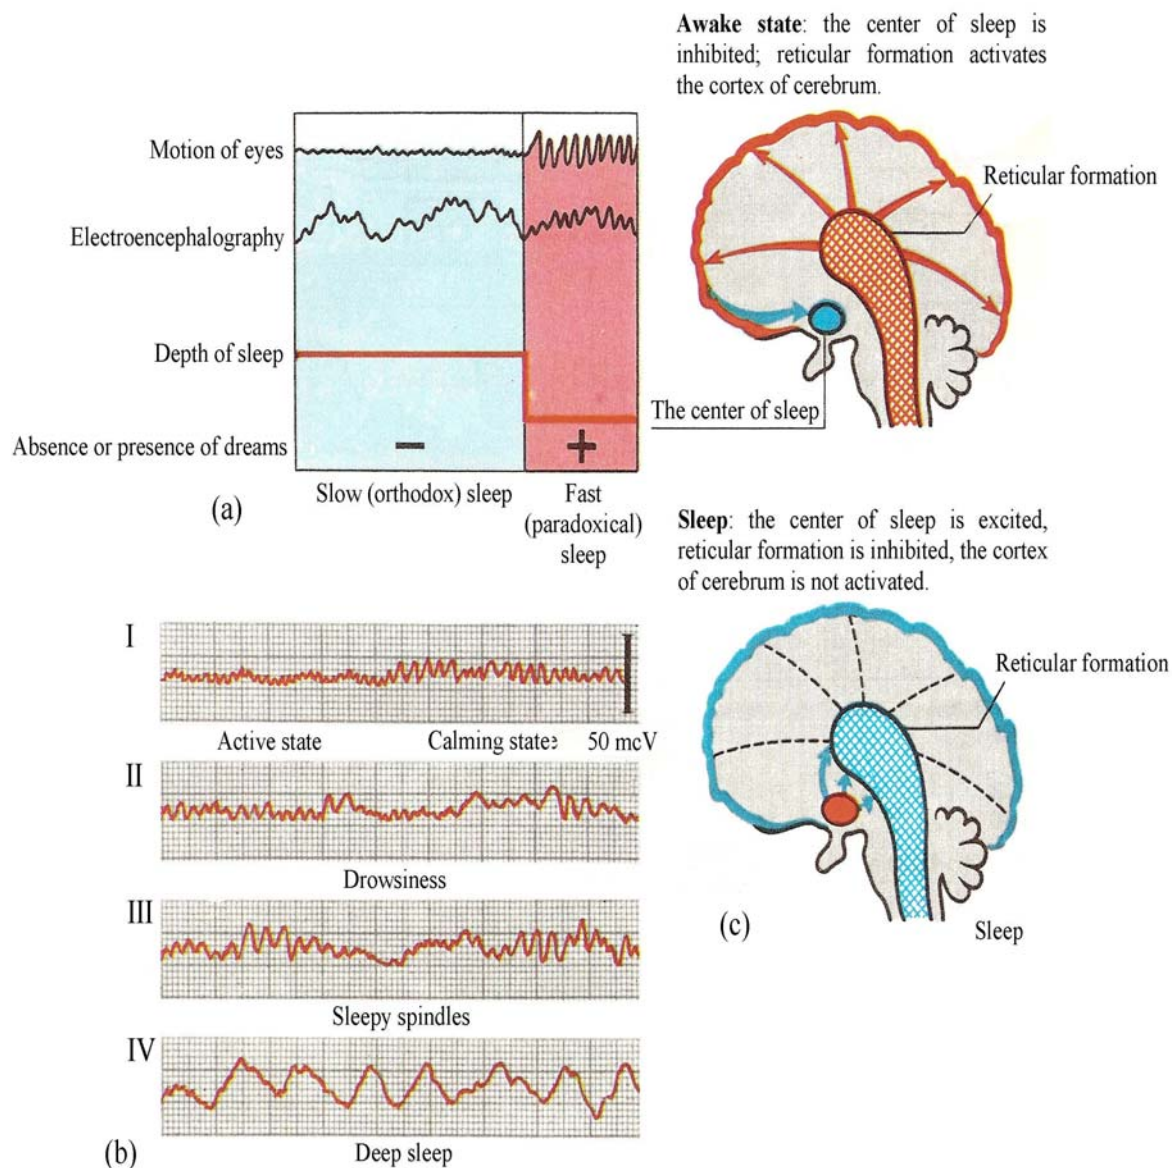 Awake state: the center of sleep is
inhibited; reticular formation activates
the cortex of cerebrum.
Motion of eyes
Electroencephalography
Depth of sleep
Absence or presence of dreams
−
+
Slow (orthodox) sleep
Fast
(paradoxical)
sleep
(a)
Reticular formation
The center of sleep
Sleep: the center of sleep is excited,
reticular formation is inhibited, the cortex
of cerebrum is not activated.
Reticular formation
(c)
Sleep
I
Active state
Calming state
50 mcV
II
Drowsiness
III
Sleepy spindles
IV
Deep sleep
(b)